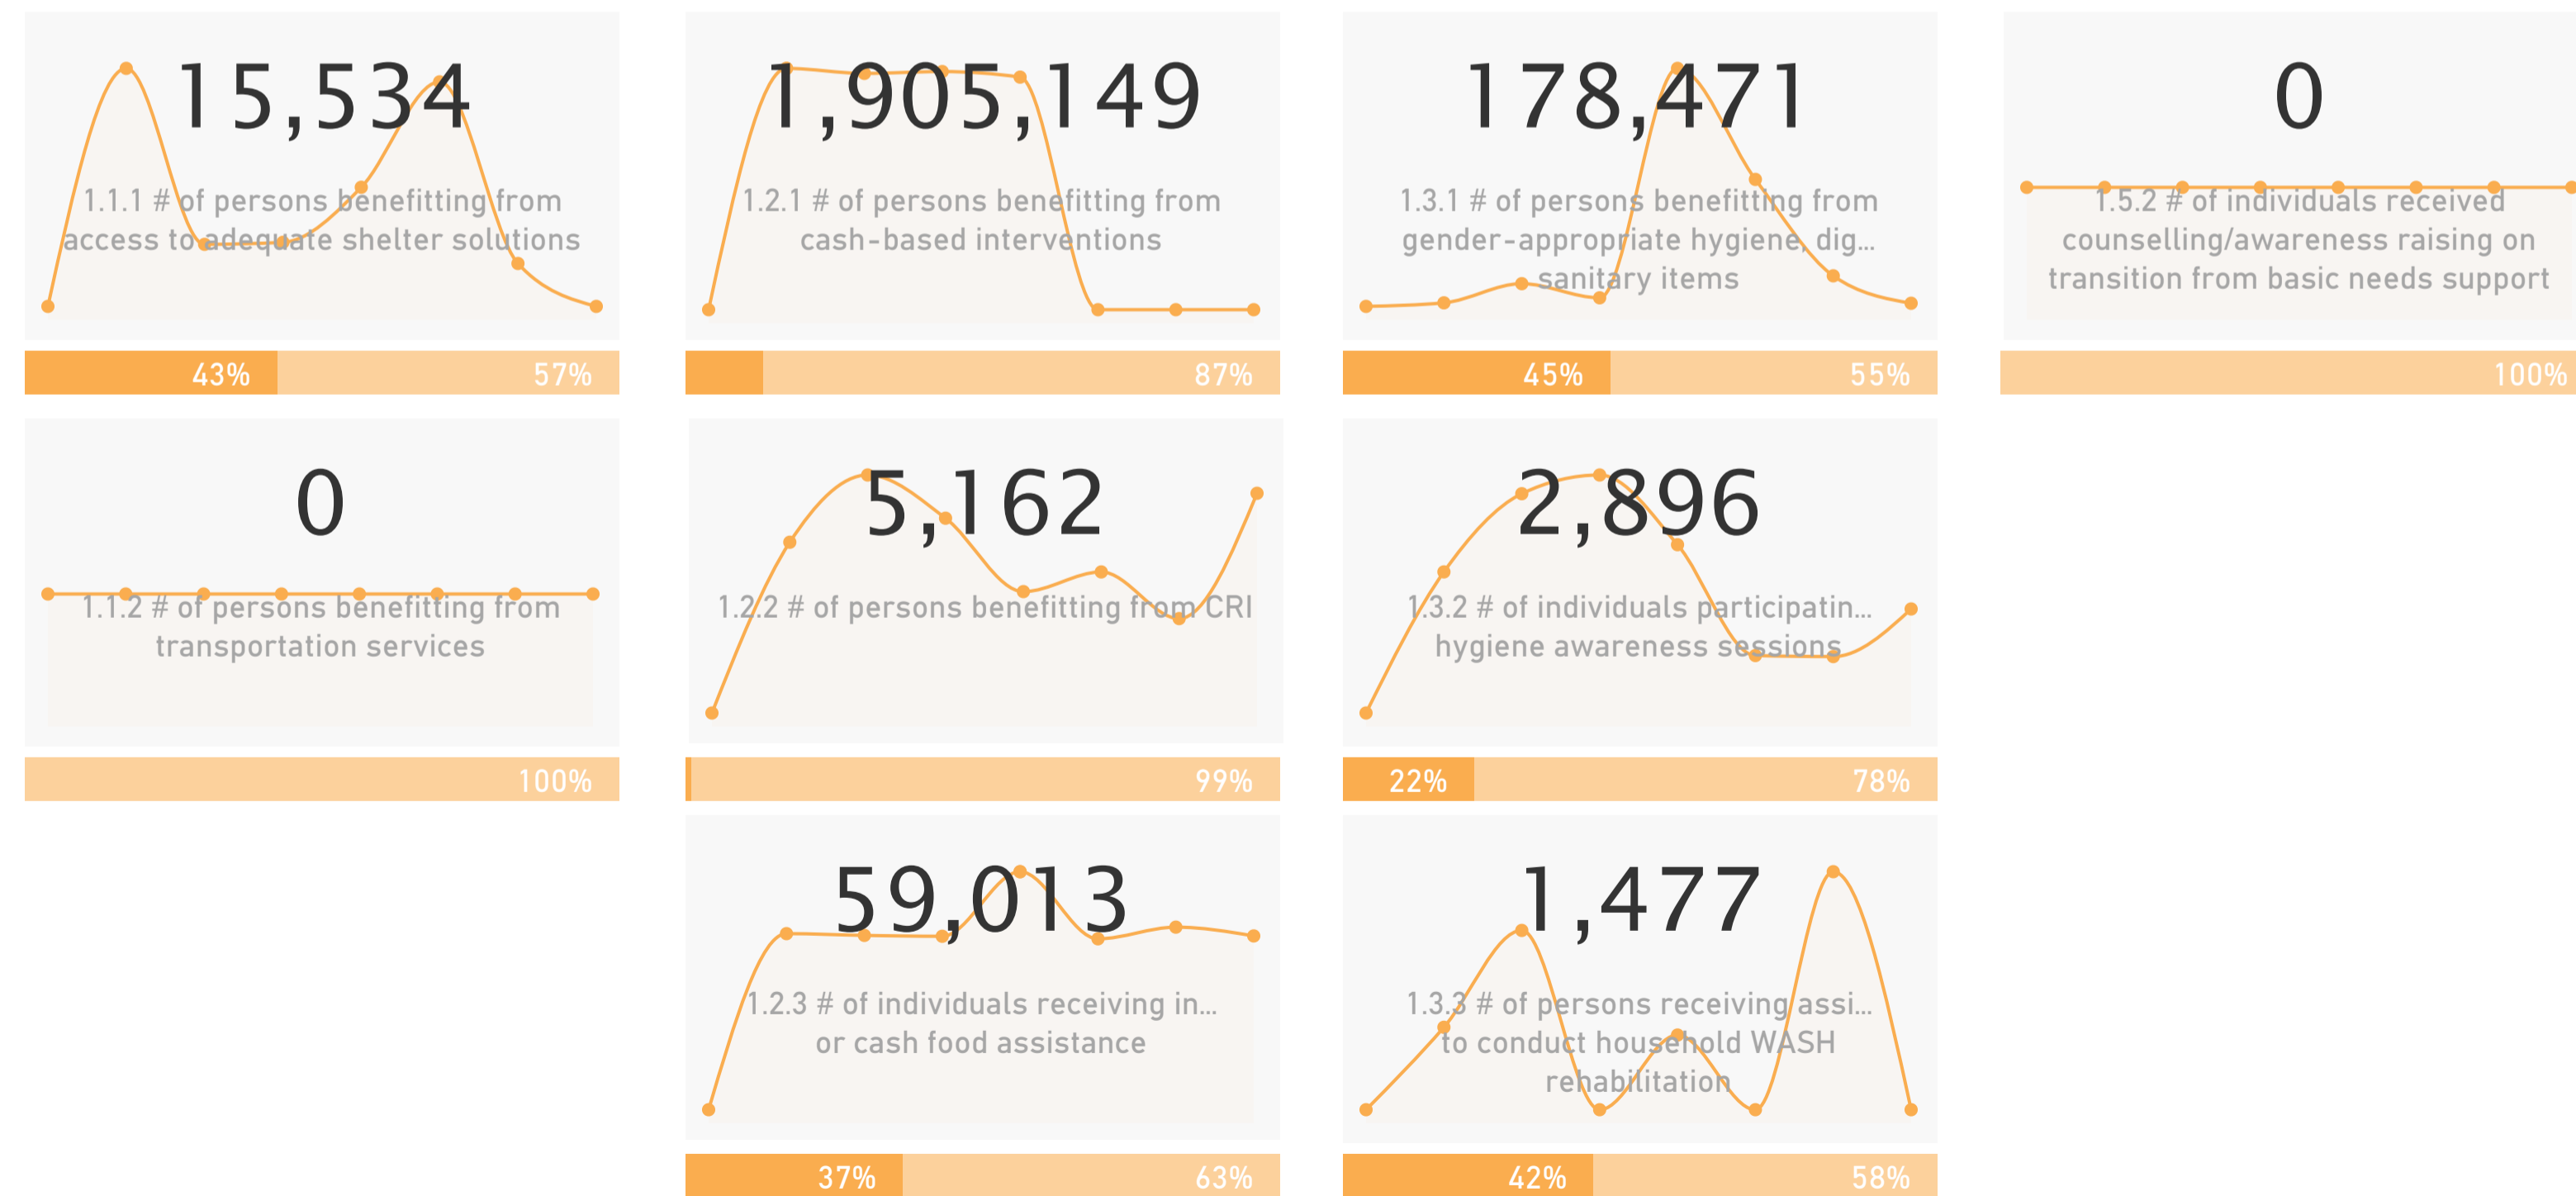 15,534
1.1.1 # of persons benefitting from
access to adequate shelter solutions
43% 57%
1,905,149
1.2.1 # of persons benefitting from
cash-based interventions
87%
178,471
1.3.1 # of persons benefitting from
gender-appropriate hygiene, dig...
sanitary items
45% 55%
0
1.5.2 # of individuals received
counselling/awareness raising on
transition from basic needs support
100%
0
1.1.2 # of persons benefitting from
transportation services
100%
5,162
1.2.2 # of persons benefitting from CRI
99%
2,896
1.3.2 # of individuals participatin...
hygiene awareness sessions
22% 78%
59,013
1.2.3 # of individuals receiving in...
or cash food assistance
37% 63%
1,477
1.3.3 # of persons receiving assi...
to conduct household WASH
rehabilitation
42% 58%